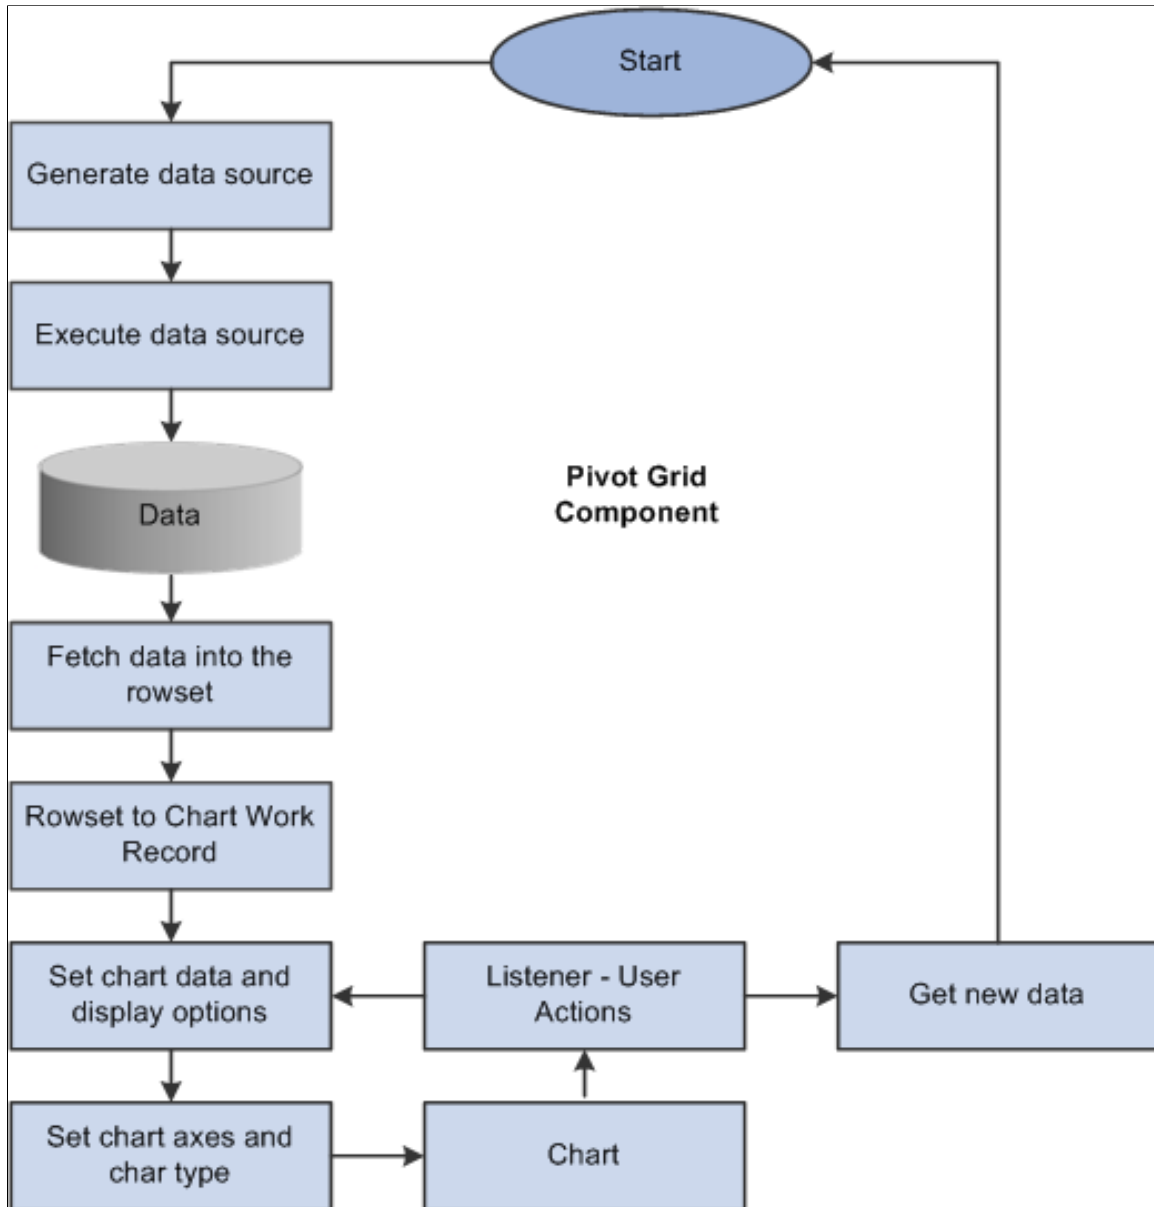 Start
Generate data source
Execute data source
Data
Pivot Grid
Component
Fetch data into the
rowset
Rowset to Chart Work
Record
Set chart data and
display options
Listener - User
Actions
Get new data
Set chart axes and
char type
Chart